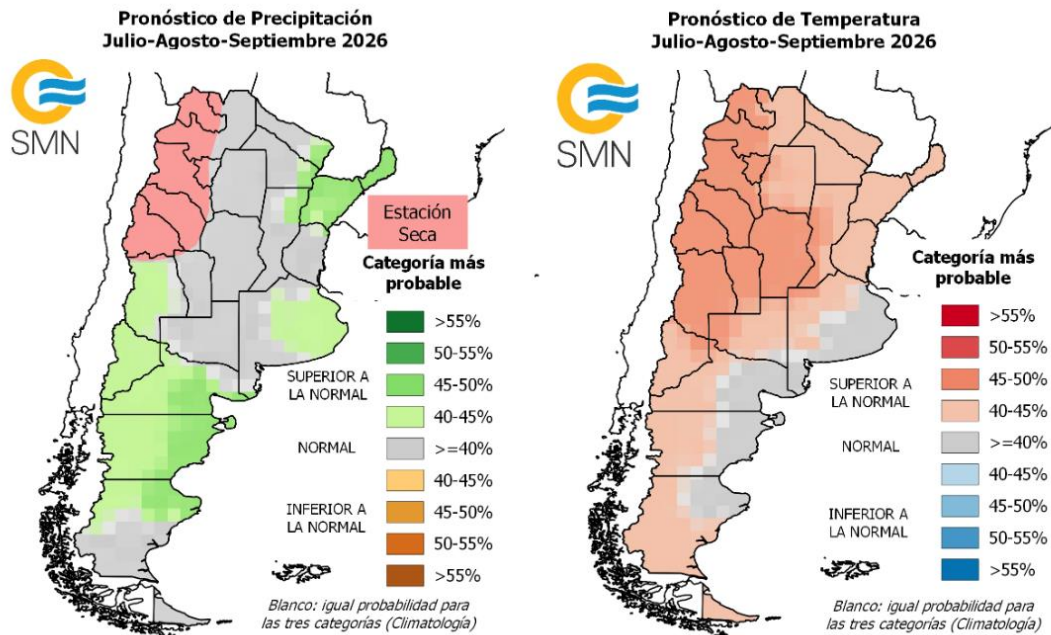 Pronóstico de Precipitación
Julio-Agosto-Septiembre 2026
SMN
Estación
Seca
Categoría más
probable
>55%
50-55%
45-50%
SUPERIOR A
LA NORMAL
40-45%
NORMAL
>=40%
40-45%
INFERIOR A
LA NORMAL
45-50%
50-55%
>55%
Blanco: igual probabilidad para
las tres categorías (Climatología)
Pronóstico de Temperatura
Julio-Agosto-Septiembre 2026
SMN
Categoría más
probable
>55%
50-55%
45-50%
SUPERIOR A
LA NORMAL
40-45%
NORMAL
>=40%
40-45%
INFERIOR A
LA NORMAL
45-50%
50-55%
>55%
Blanco: igual probabilidad para
las tres categorías (Climatología)